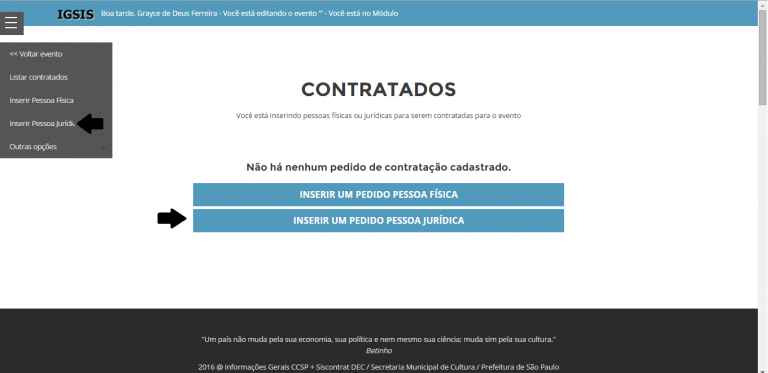 IGSIS
Boa tarde, Grayce de Deus Ferreira - Você está editando o evento "" - Você está no Módulo
<< Voltar evento
Listar contratados
Inserir Pessoa Física
Inserir Pessoa
Outras opções
CONTRATADOS
Você está inserindo pessoas físicas ou jurídicas para serem contratadas para o evento
Não há nenhum pedido de contratação cadastrado.
INSERIR UM PEDIDO PESSOA FÍSICA
INSERIR UM PEDIDO PESSOA JURÍDICA
"Um país não muda pela sua economia, sua política e nem mesmo sua ciência; muda sim pela sua cultura."
Betinho
2016 @ Informações Gerais CCSP + Siscontrat DEC / Secretaria Municipal de Cultura / Prefeitura de São Paulo